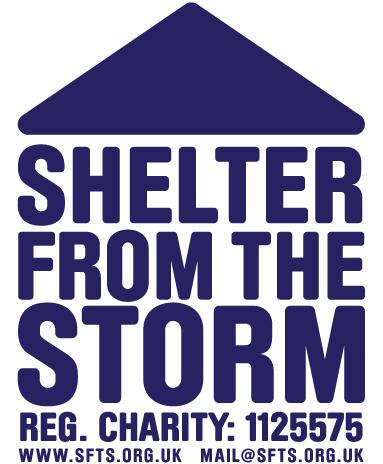 SHELTER
FROM THE
STORM
REG. CHARITY: 1125575
WWW.SFTS.ORG.UK MAIL@SFTS.ORG.UK